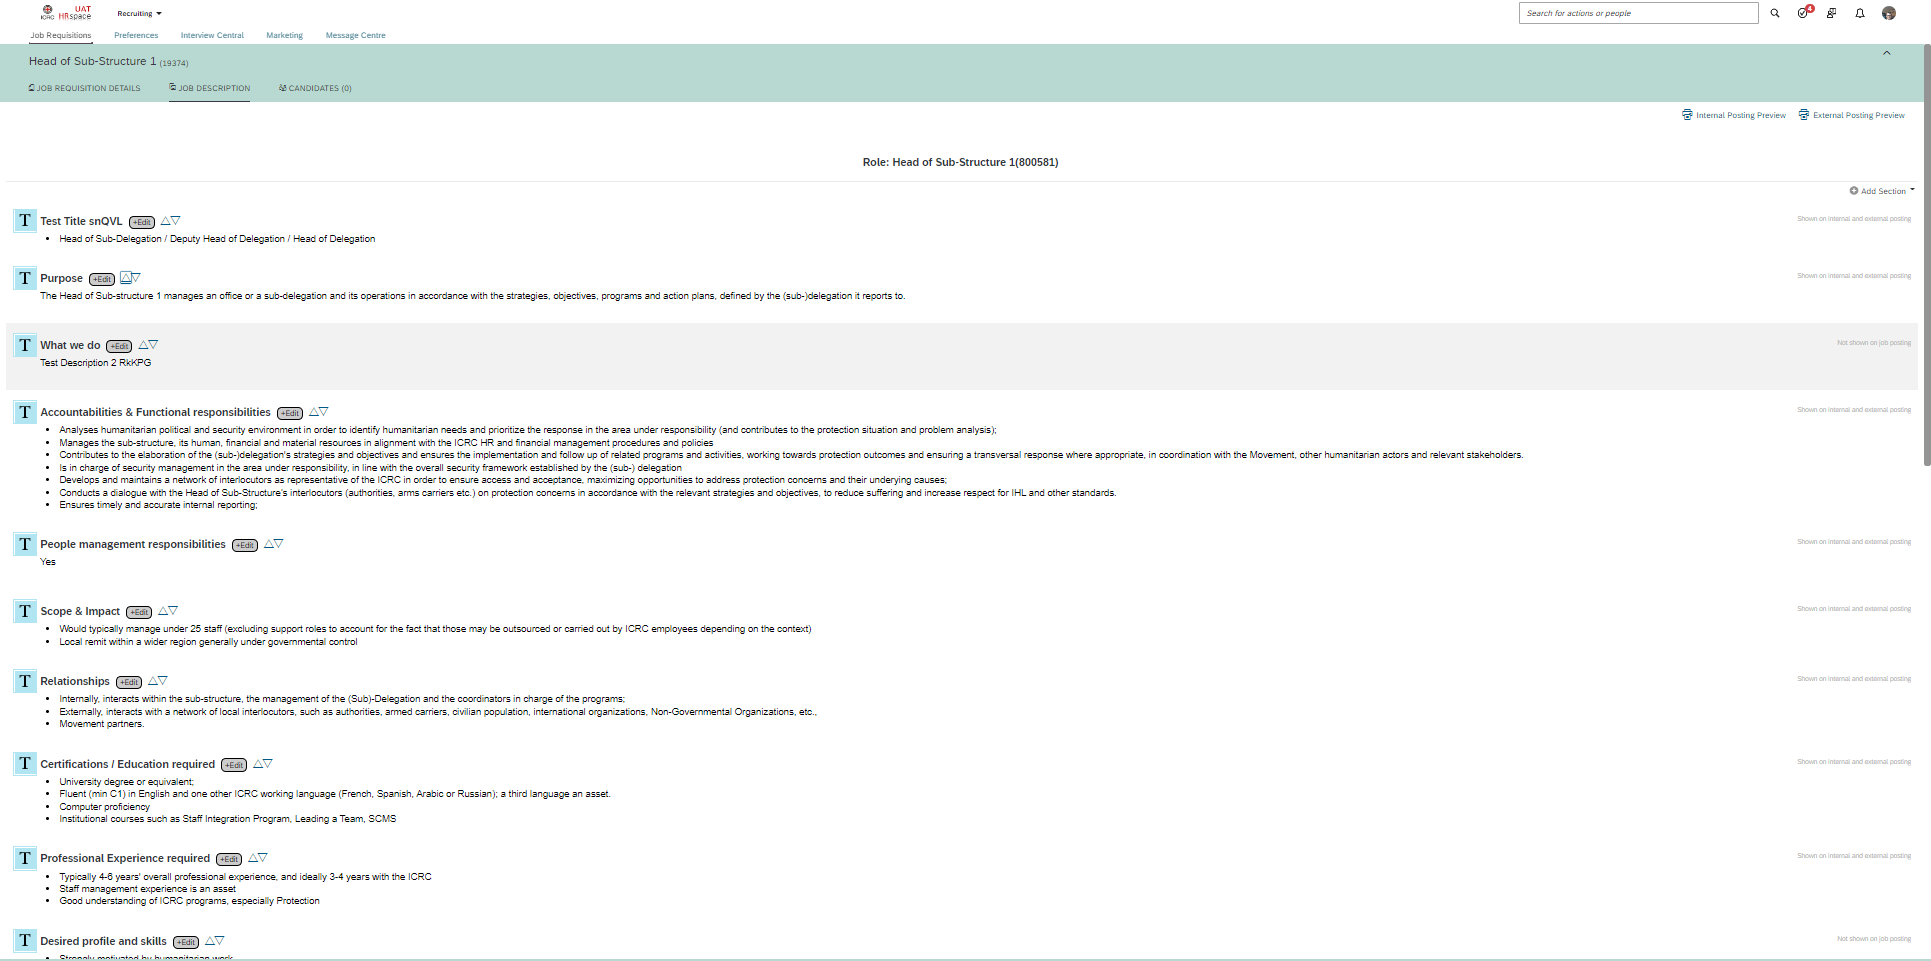 UAT
ICRC HRspace
Recruiting
Search for actions or people
4
Job Requisitions
Preferences
Interview Central
Marketing
Message Centre
Head of Sub-Structure 1 (19374)
JOB REQUISITION DETAILS
JOB DESCRIPTION
CANDIDATES (0)
Internal Posting Preview
External Posting Preview
Role: Head of Sub-Structure 1(800581)
Add Section
T Test Title snQVL +Edit
Shown on internal and external posting
• Head of Sub-Delegation / Deputy Head of Delegation / Head of Delegation
T Purpose +Edit
Shown on internal and external posting
The Head of Sub-structure 1 manages an office or a sub-delegation and its operations in accordance with the strategies, objectives, programs and action plans, defined by the (sub-)delegation it reports to.
T What we do +Edit
Not shown on job posting
Test Description 2 RkKPG
T Accountabilities & Functional responsibilities +Edit
Shown on internal and external posting
• Analyses humanitarian political and security environment in order to identify humanitarian needs and prioritize the response in the area under responsibility (and contributes to the protection situation and problem analysis);
• Manages the sub-structure, its human, financial and material resources in alignment with the ICRC HR and financial management procedures and policies
• Contributes to the elaboration of the (sub-)delegation's strategies and objectives and ensures the implementation and follow up of related programs and activities, working towards protection outcomes and ensuring a transversal response where appropriate, in coordination with the Movement, other humanitarian actors and relevant stakeholders.
• Is in charge of security management in the area under responsibility, in line with the overall security framework established by the (sub-) delegation
• Develops and maintains a network of interlocutors as representative of the ICRC in order to ensure access and acceptance, maximizing opportunities to address protection concerns and their underlying causes;
• Conducts a dialogue with the Head of Sub-Structure's interlocutors (authorities, arms carriers etc.) on protection concerns in accordance with the relevant strategies and objectives, to reduce suffering and increase respect for IHL and other standards.
• Ensures timely and accurate internal reporting;
T People management responsibilities +Edit
Shown on internal and external posting
Yes
T Scope & Impact +Edit
Shown on internal and external posting
• Would typically manage under 25 staff (excluding support roles to account for the fact that those may be outsourced or carried out by ICRC employees depending on the context)
• Local remit within a wider region generally under governmental control
T Relationships +Edit
Shown on internal and external posting
• Internally, interacts within the sub-structure, the management of the (Sub)-Delegation and the coordinators in charge of the programs;
• Externally, interacts with a network of local interlocutors, such as authorities, armed carriers, civilian population, international organizations, Non-Governmental Organizations, etc.,
• Movement partners.
T Certifications / Education required +Edit
Shown on internal and external posting
• University degree or equivalent;
• Fluent (min C1) in English and one other ICRC working language (French, Spanish, Arabic or Russian); a third language an asset.
• Computer proficiency
• Institutional courses such as Staff Integration Program, Leading a Team, SCMS
T Professional Experience required +Edit
Shown on internal and external posting
• Typically 4-6 years' overall professional experience, and ideally 3-4 years with the ICRC
• Staff management experience is an asset
• Good understanding of ICRC programs, especially Protection
T Desired profile and skills +Edit
Not shown on job posting
• Strongly motivated by humanitarian work